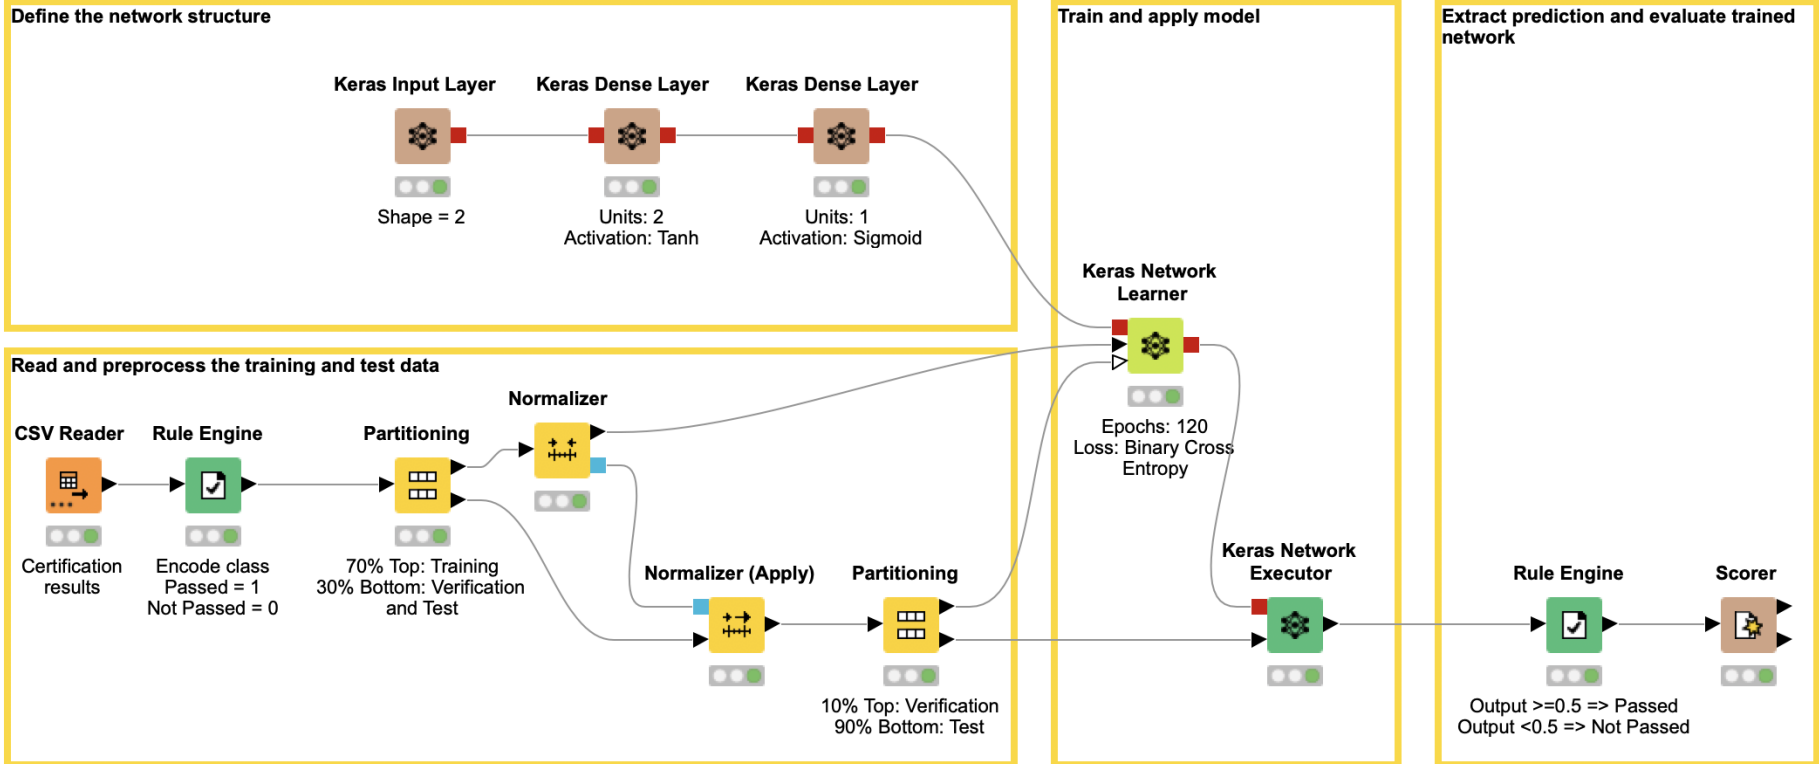 Define the network structure
Keras Input Layer
Keras Dense Layer
Keras Dense Layer
Shape = 2
Units: 2
Activation: Tanh
Units: 1
Activation: Sigmoid
Read and preprocess the training and test data
CSV Reader
Certification
results
Rule Engine
Encode class
Passed = 1
Not Passed = 0
Partitioning
70% Top: Training
30% Bottom: Verification
and Test
Normalizer
Normalizer (Apply)
Partitioning
10% Top: Verification
90% Bottom: Test
Train and apply model
Keras Network
Learner
Epochs: 120
Loss: Binary Cross
Entropy
Keras Network
Executor
Extract prediction and evaluate trained
network
Rule Engine
Output >=0.5 => Passed
Output <0.5 => Not Passed
Scorer